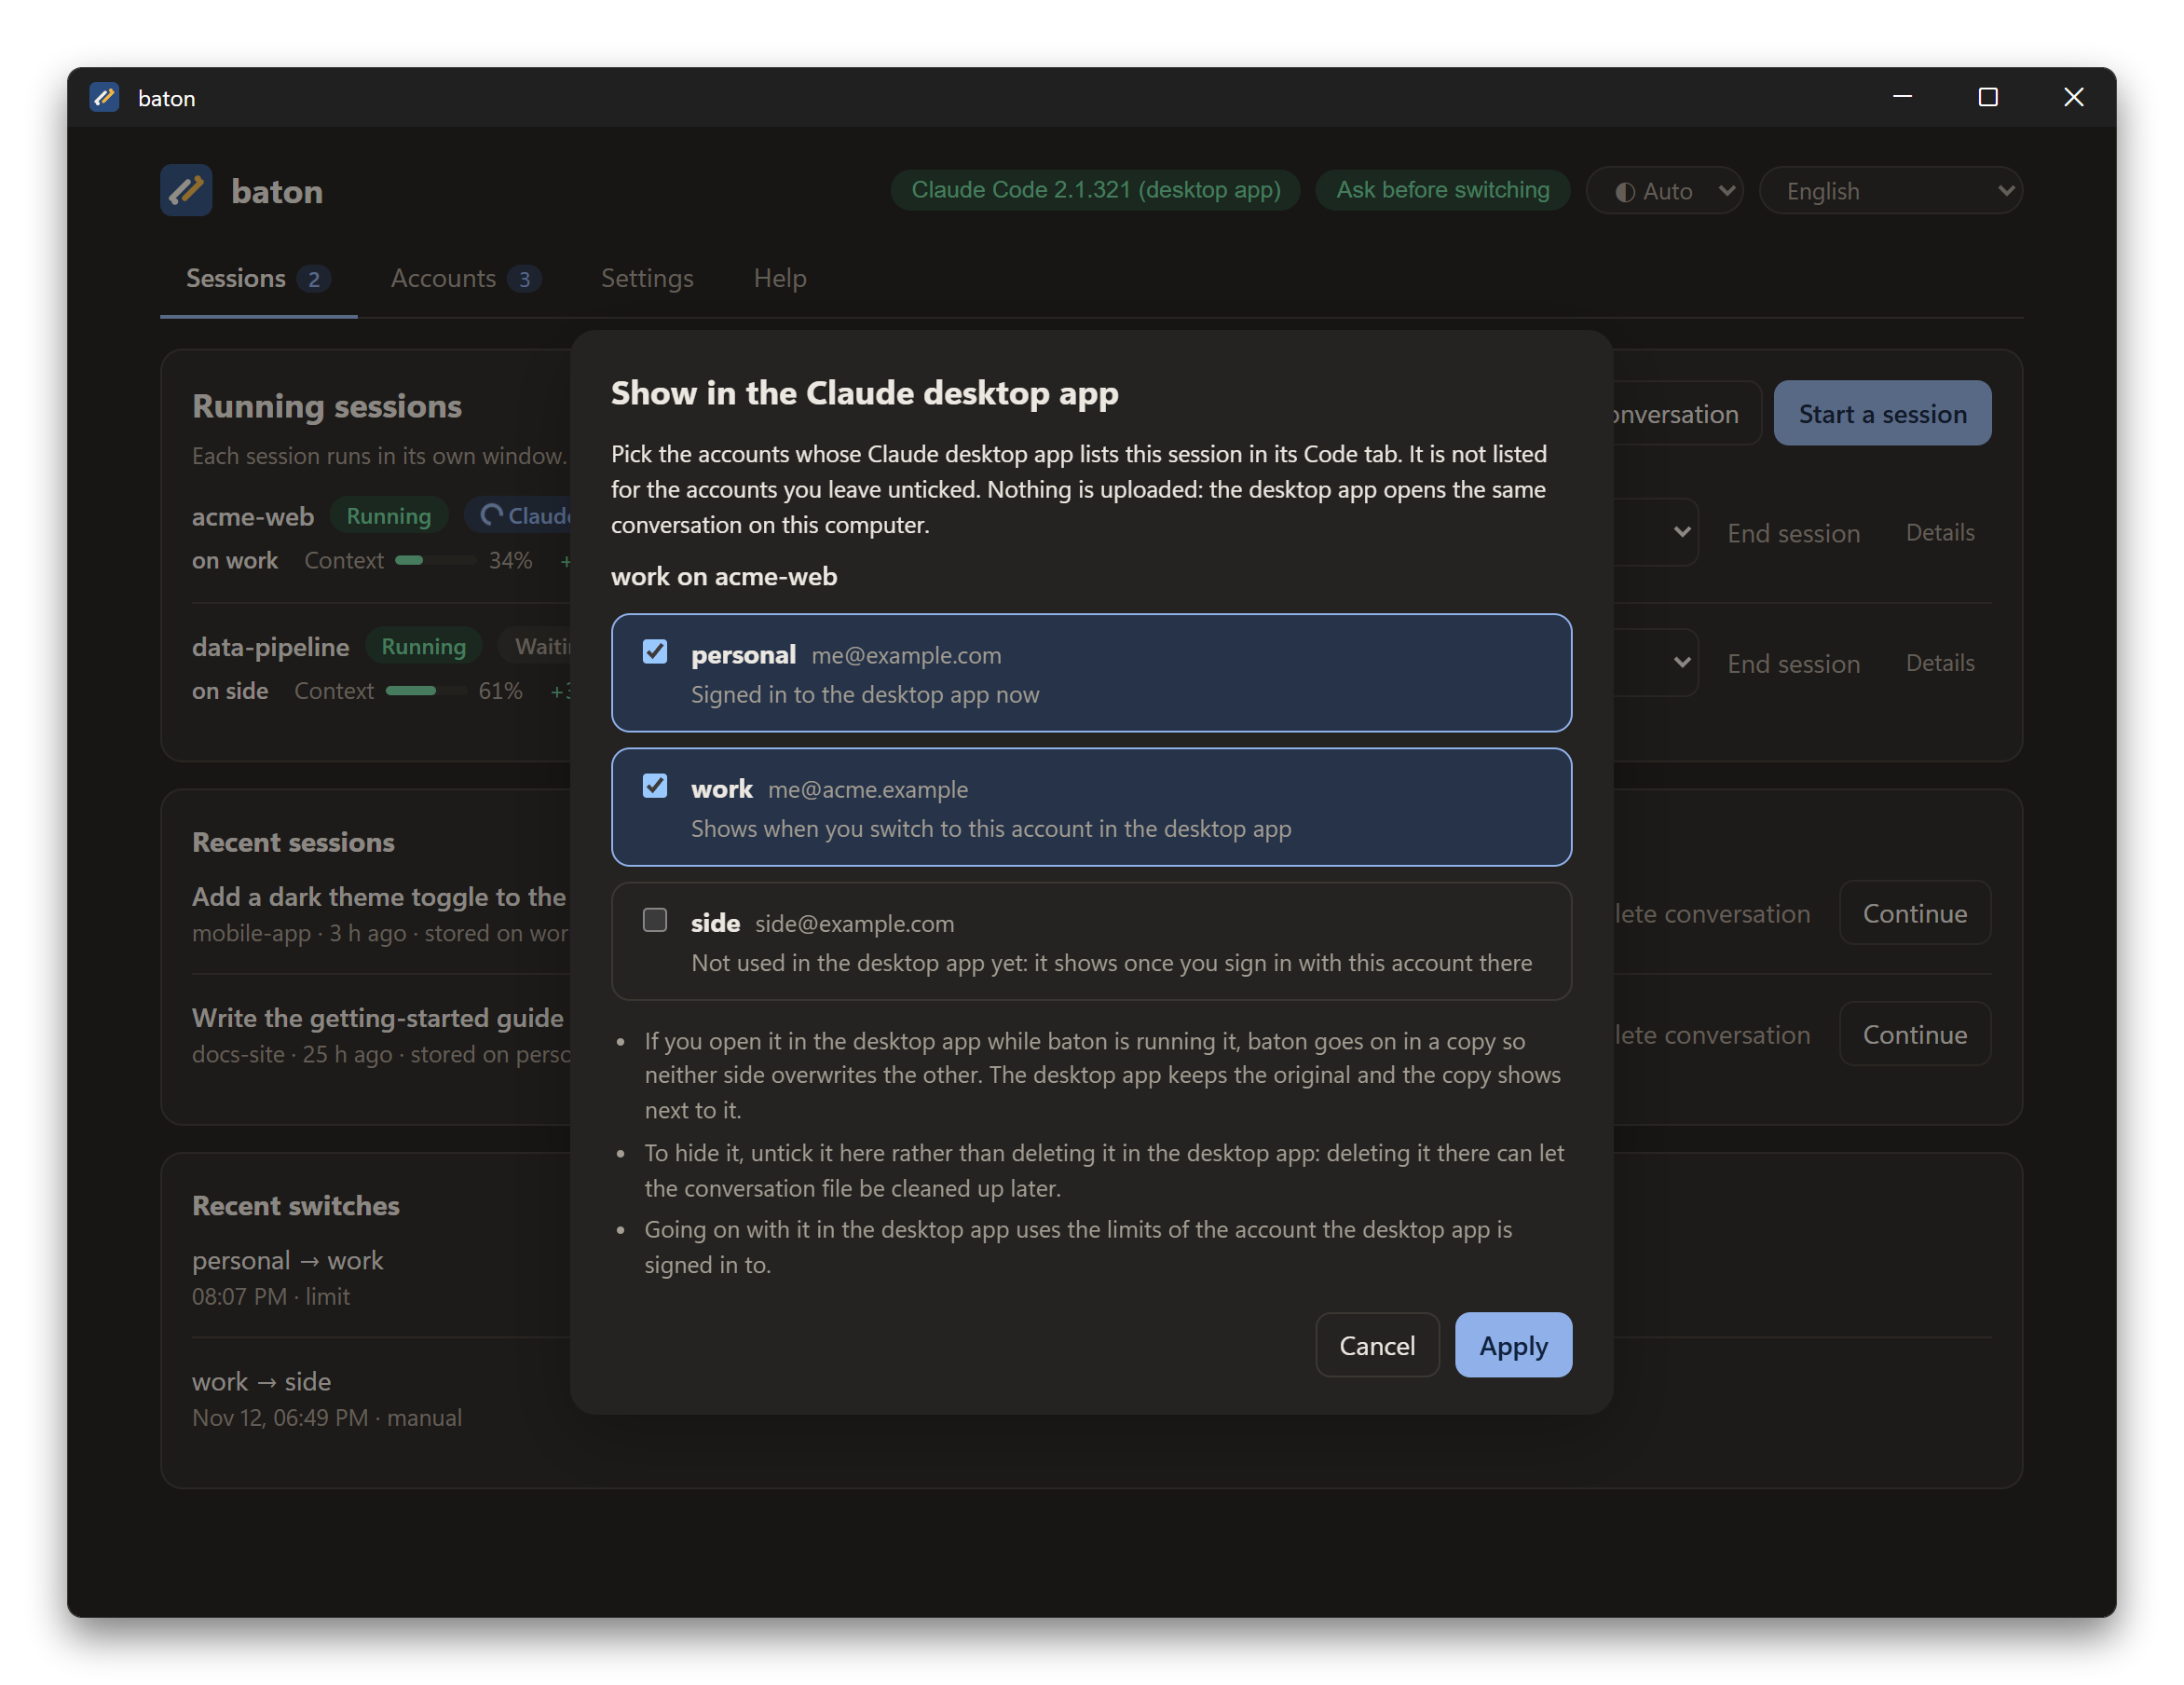 baton
baton
Claude Code 2.1.321 (desktop app)
Ask before switching
Auto
English
Sessions 2
Accounts 3
Settings
Help
Running sessions
Start a session
Each session runs in its own window.
acme-web Running
on work Context 34%
End session
Details
data-pipeline Running
on side Context 61%
End session
Details
Show in the Claude desktop app
Pick the accounts whose Claude desktop app lists this session in its Code tab. It is not listed
for the accounts you leave unticked. Nothing is uploaded: the desktop app opens the same
conversation on this computer.
work on acme-web
personal me@example.com
Signed in to the desktop app now
work me@acme.example
Shows when you switch to this account in the desktop app
side side@example.com
Not used in the desktop app yet: it shows once you sign in with this account there
• If you open it in the desktop app while baton is running it, baton goes on in a copy so
neither side overwrites the other. The desktop app keeps the original and the copy shows
next to it.
• To hide it, untick it here rather than deleting it in the desktop app: deleting it there can let
the conversation file be cleaned up later.
• Going on with it in the desktop app uses the limits of the account the desktop app is
signed in to.
Cancel
Apply
Recent sessions
Add a dark theme toggle to the
mobile-app · 3 h ago · stored on
conversation
Continue
Write the getting-started guide
docs-site · 25 h ago · stored on
conversation
Continue
Recent switches
personal → work
08:07 PM · limit
work → side
Nov 12, 06:49 PM · manual